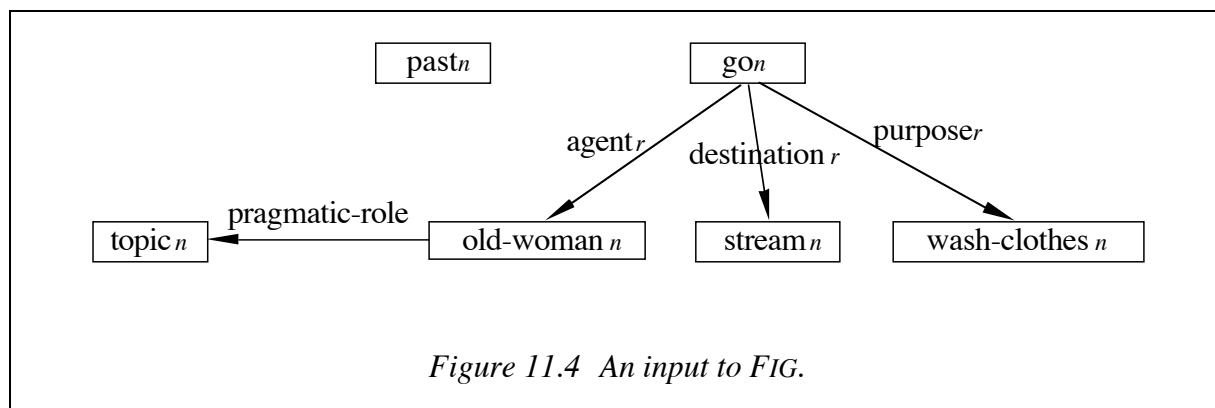 pastn gon
agentr
destination r
purposer
pragmatic-role
topic n old-woman n stream n wash-clothes n
Figure 11.4 An input to FIG.